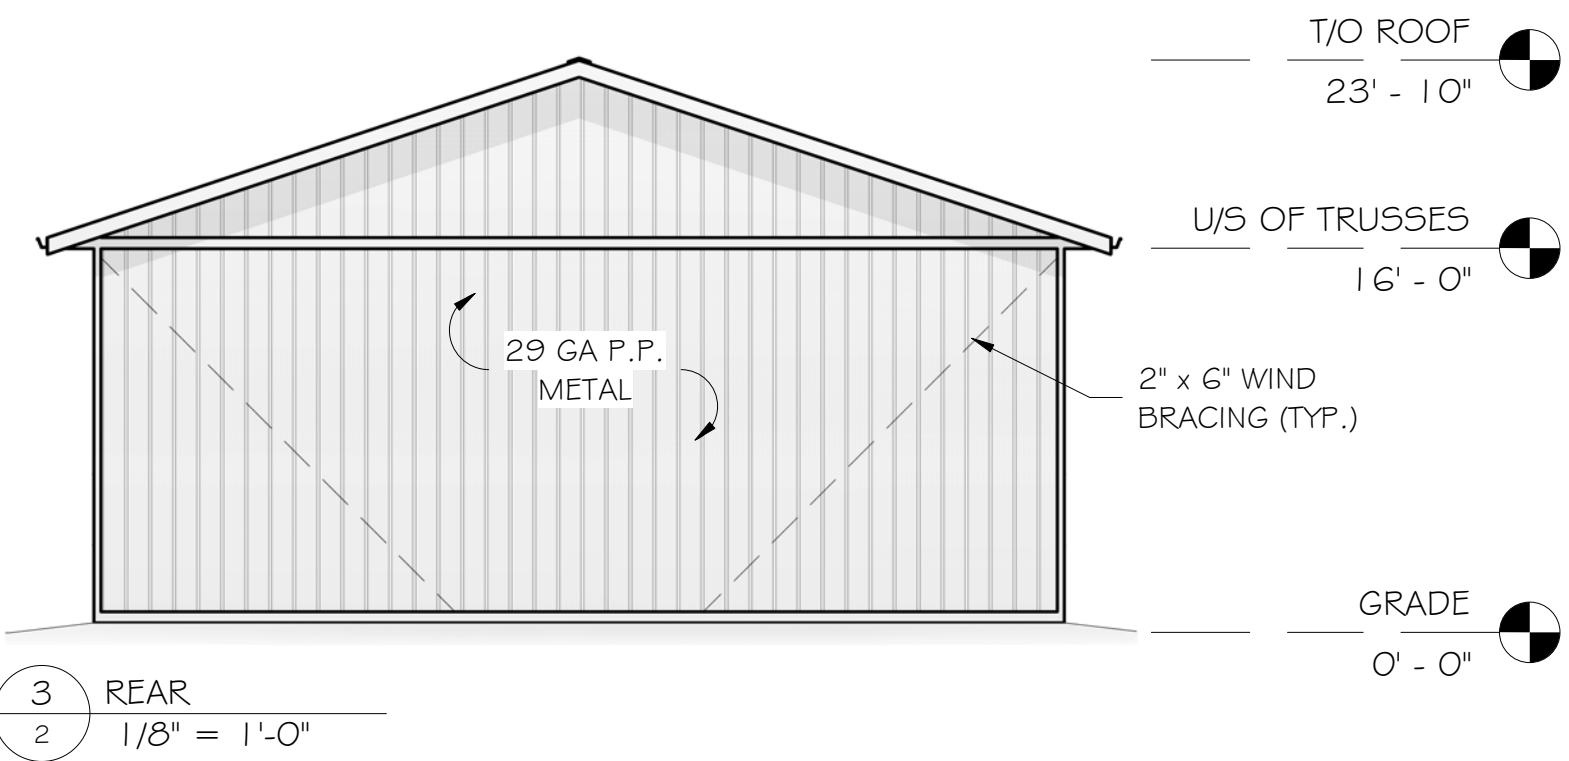 T/O ROOF
23' - 10"
U/S OF TRUSSES
16' - 0"
29 GA P.P.
METAL
2" x 6" WIND
BRACING (TYP.)
GRADE
0' - 0"
3
REAR
2
1/8" = 1'-0"